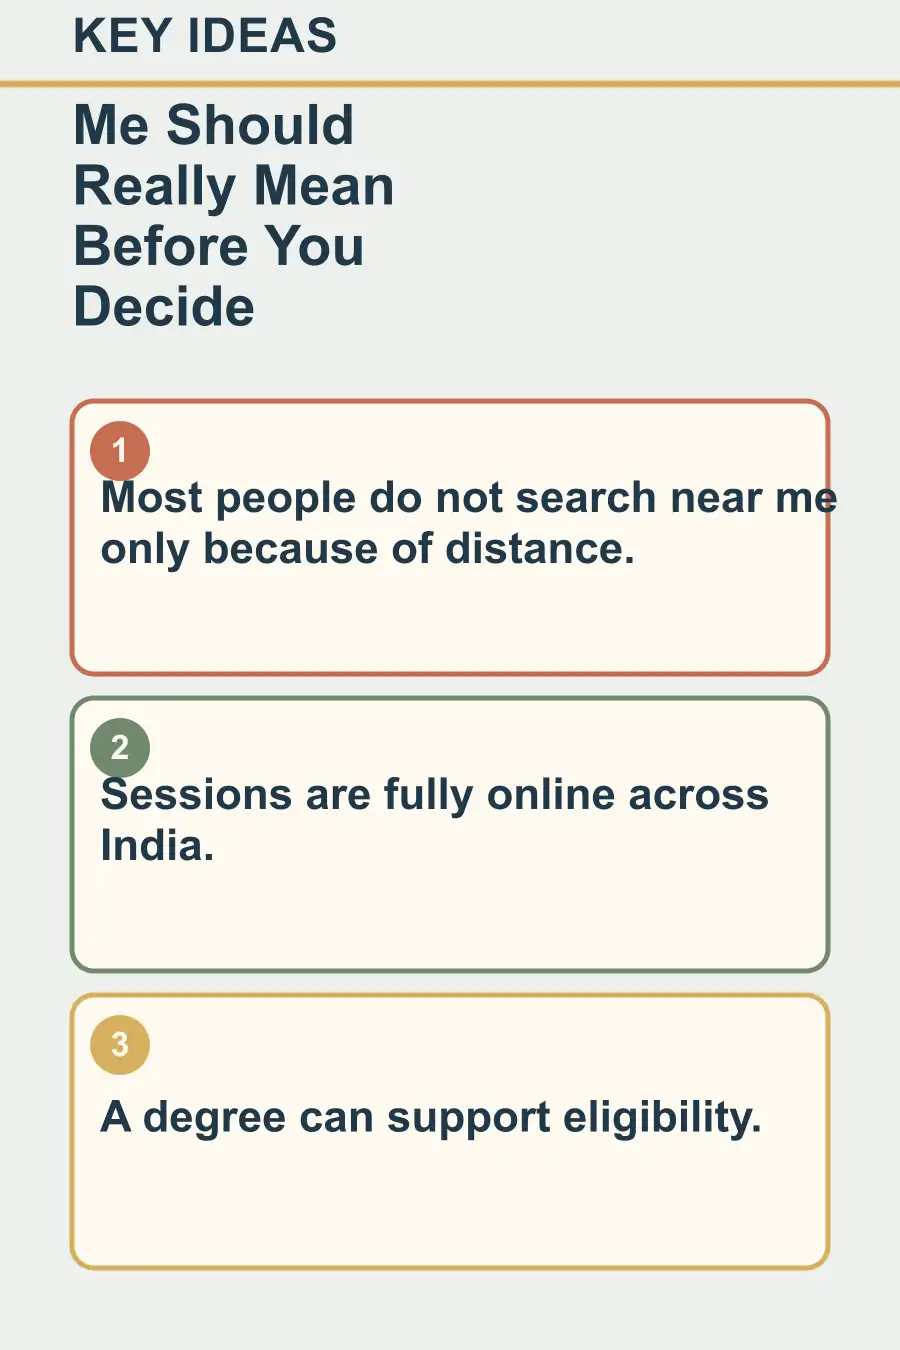 KEY IDEAS
Me Should
Really Mean
Before You
Decide
1
Most people do not search near me
only because of distance.
2
Sessions are fully online across
India.
3
A degree can support eligibility.